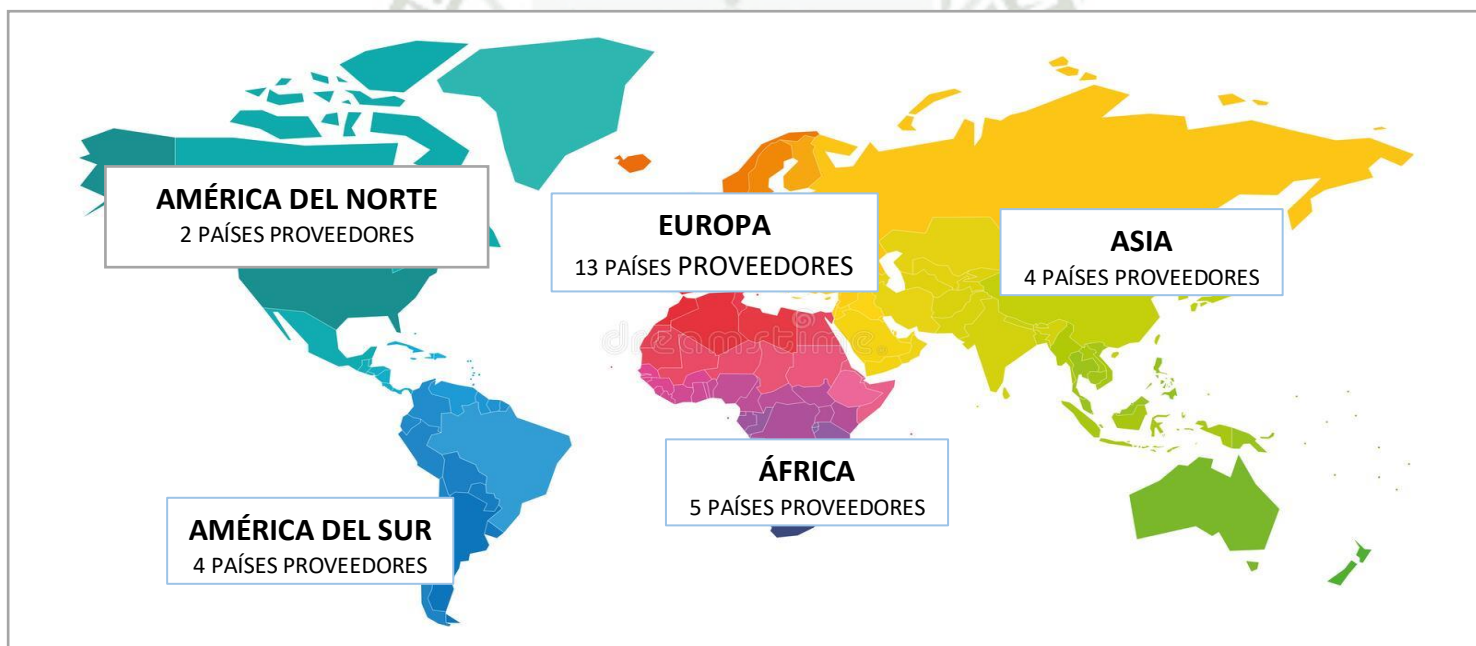 AMÉRICA DEL NORTE
2 PAÍSES PROVEEDORES
EUROPA
13 PAÍSES PROVEEDORES
ASIA
4 PAÍSES PROVEEDORES
dreamstime
ÁFRICA
5 PAÍSES PROVEEDORES
AMÉRICA DEL SUR
4 PAÍSES PROVEEDORES